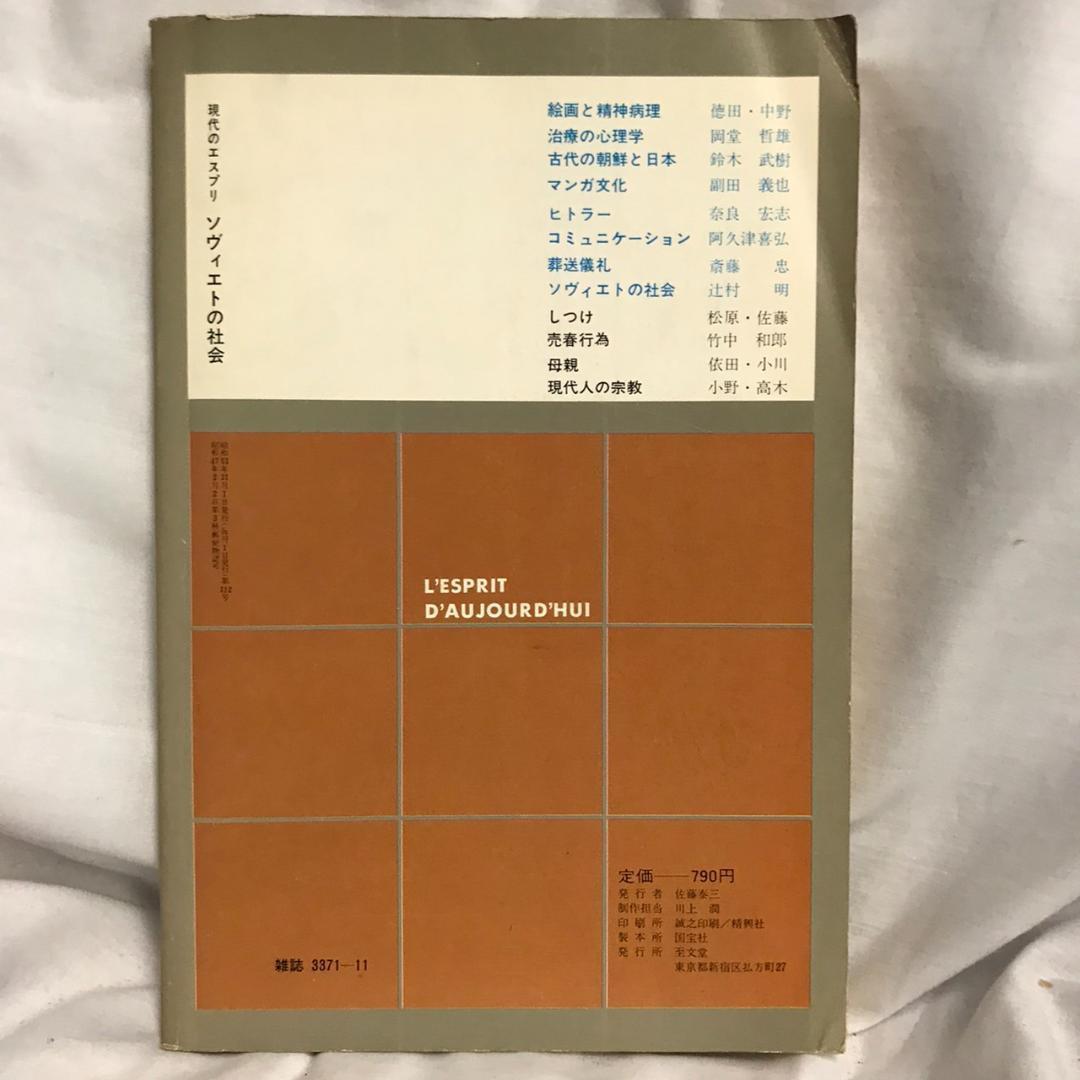 現代のエスプリ ソヴィエトの社会
絵画と精神病理 徳田・中野
治療の心理学 岡堂 哲雄
古代の朝鮮と日本 鈴木 武樹
マンガ文化 副田 義也
ヒトラー 奈良 宏志
コミュニケーション 阿久津喜弘
葬送儀礼 斎藤 忠
ソヴィエトの社会 辻村 明
しつけ 松原・佐藤
売春行為 竹中 和郎
母親 依田・小川
現代人の宗教 小野・高木
L'ESPRIT
D'AUJOURD'HUI
定価――790円
発行者 佐藤泰三
制作担当 川上 潤
印刷所 誠之印刷/精興社
製本所 国宝社
発行所 至文堂
東京都新宿区払方町27
雑誌 3371-11